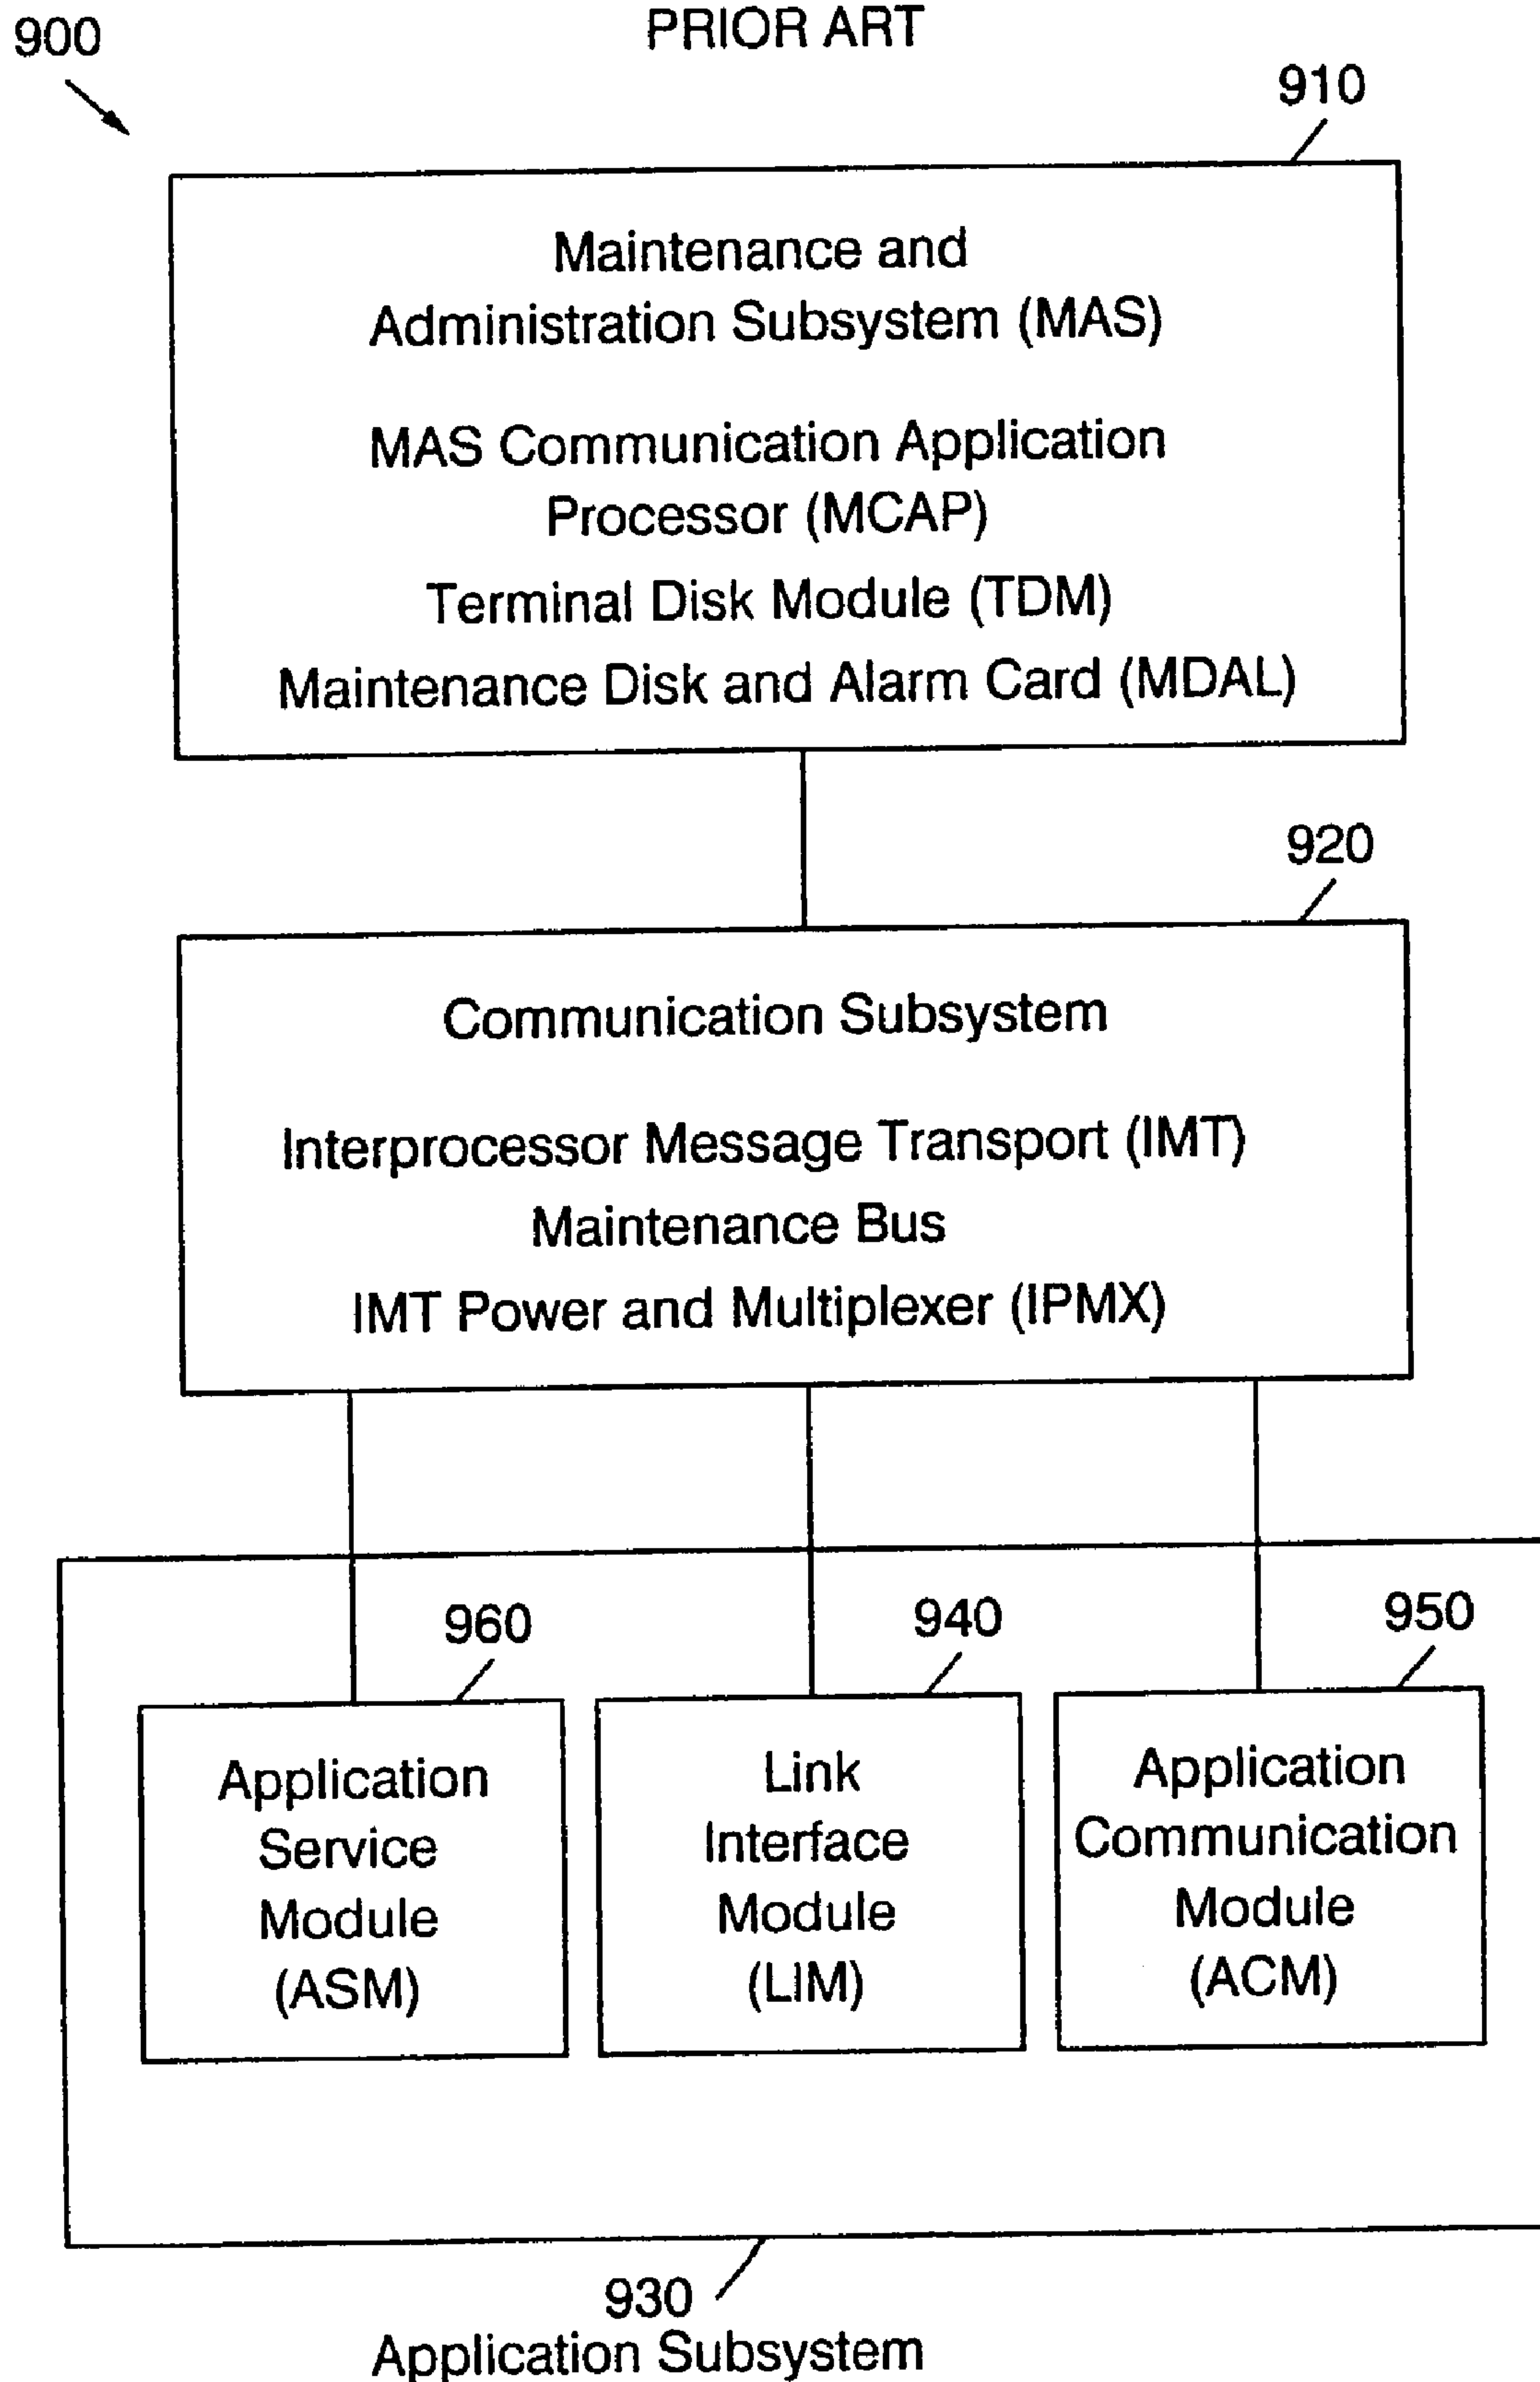 PRIOR ART
900
910
Maintenance and
Administration Subsystem (MAS)
MAS Communication Application
Processor (MCAP)
Terminal Disk Module (TDM)
Maintenance Disk and Alarm Card (MDAL)
920
Communication Subsystem
Interprocessor Message Transport (IMT)
Maintenance Bus
IMT Power and Multiplexer (IPMX)
960
Application
Service
Module
(ASM)
940
Link
Interface
Module
(LIM)
950
Application
Communication
Module
(ACM)
930
Application Subsystem